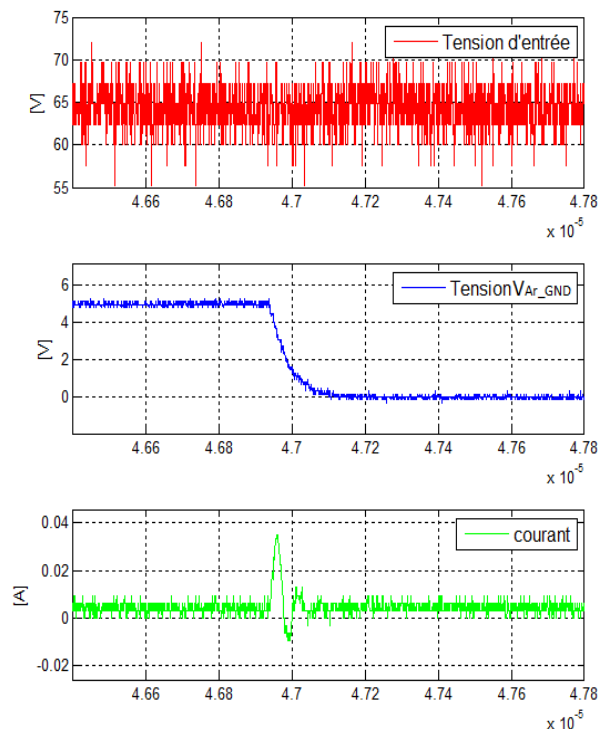 75
70
65
60
55
[V]
Tension d'entrée
4.66 4.68 4.7 4.72 4.74 4.76 4.78
x 10⁻⁵
6
4
2
0
[V]
TensionVAr_GND
4.66 4.68 4.7 4.72 4.74 4.76 4.78
x 10⁻⁵
0.04
0.02
0
-0.02
[A]
courant
4.66 4.68 4.7 4.72 4.74 4.76 4.78
x 10⁻⁵